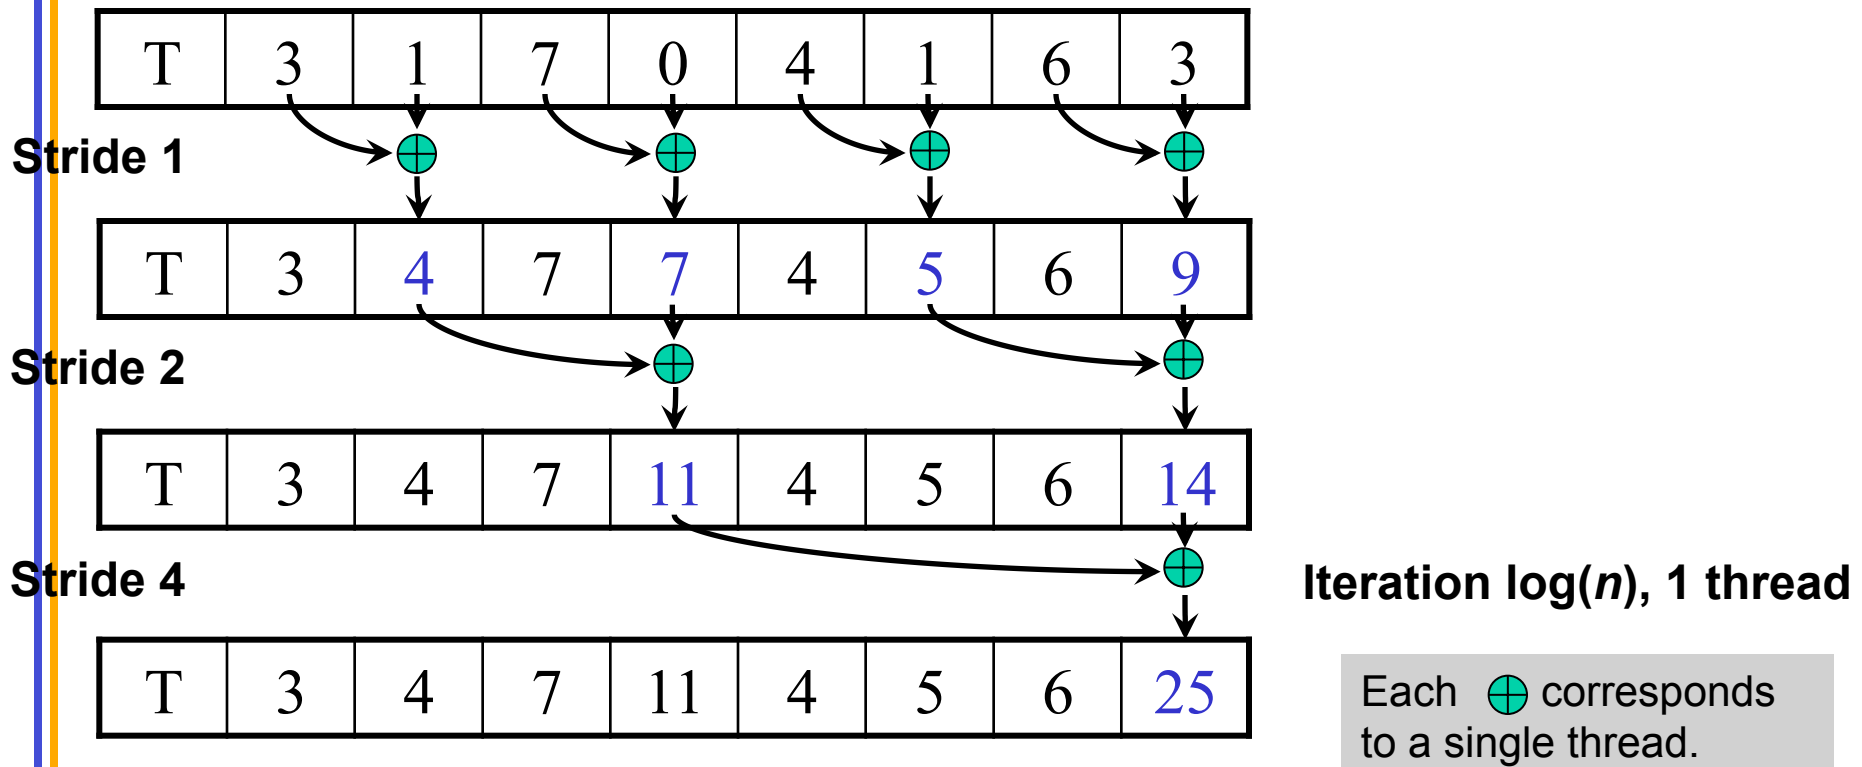 T 3 1 7 0 4 1 6 3
Stride 1
T 3 4 7 7 4 5 6 9
Stride 2
T 3 4 7 11 4 5 6 14
Stride 4
Iteration log(n), 1 thread
T 3 4 7 11 4 5 6 25
Each ⊕ corresponds
to a single thread.